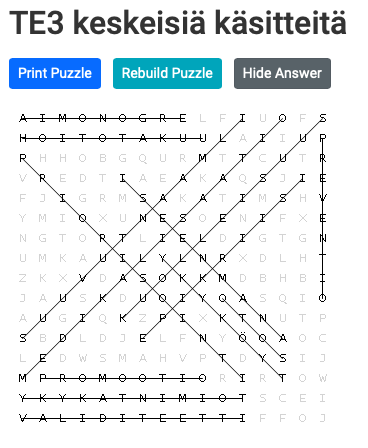 TE3 keskeisiä käsitteitä
Print Puzzle Rebuild Puzzle Hide Answer
A I M O N O G R E L F I U O F S
H O I T O T A K U U L A I I U P
P H H O B G Q U R M T T C U T R
V R E D T I A E A K A Q S J I E
F J I G R M S A K A T I M S H V
Y M I O X U N E S O E N I F X E
N G T O R T L I E L D I G T G N
U M K A U I L Y L N R X D L H T
Z K X V D A S O K K M D B H B I
J A U S K D U O I Y O A S Q I O
A U G I Q K Z P I X K T N U T P
S B D L D J E L F N Y Ö O A O C
L E D W S M A H V P T D Y S I J
M P R O M O O T I O R I R T O W
Y K Y K A T N I M I O T S C E I
V A L I D I T E E T T I F F O J